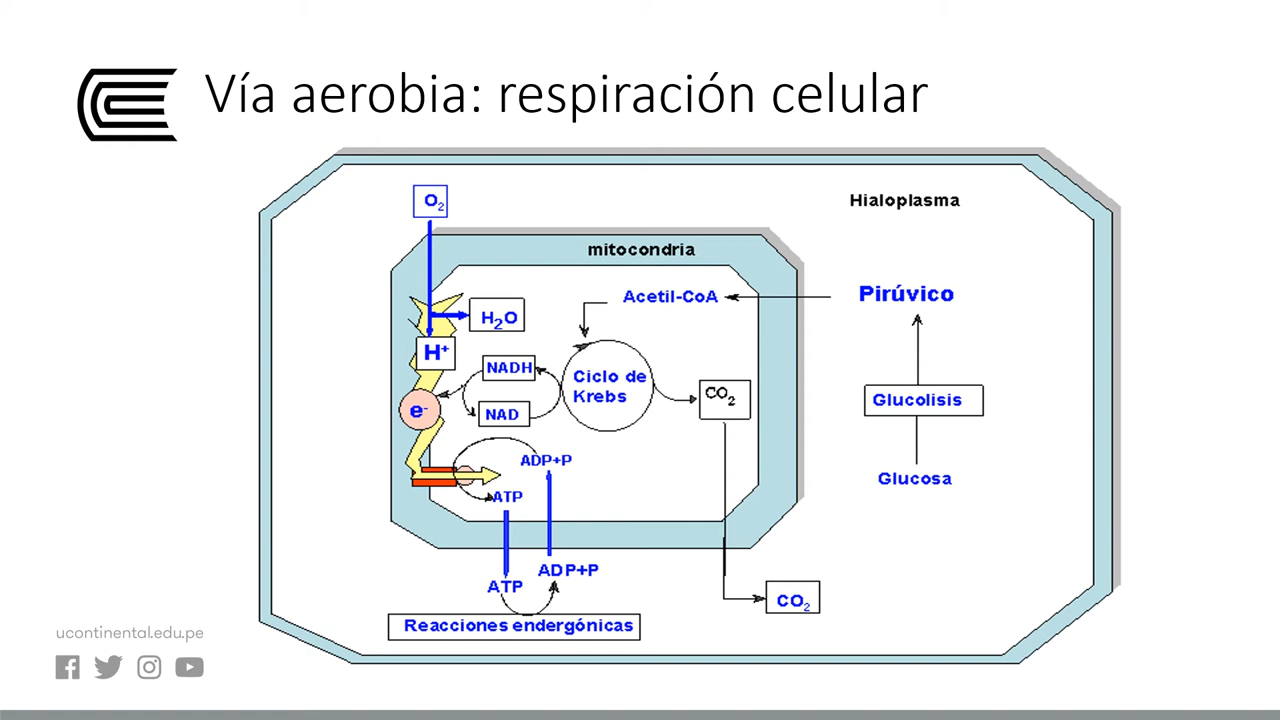 Vía aerobia: respiración celular
Hialoplasma
O₂
mitocondria
Acetil-CoA
Pirúvico
H₂O
H⁺
NADH
Ciclo de
Krebs
CO₂
Glucolisis
e⁻
NAD
ADP+P
Glucosa
ATP
ADP+P
ATP
CO₂
Reacciones endergónicas
ucontinental.edu.pe